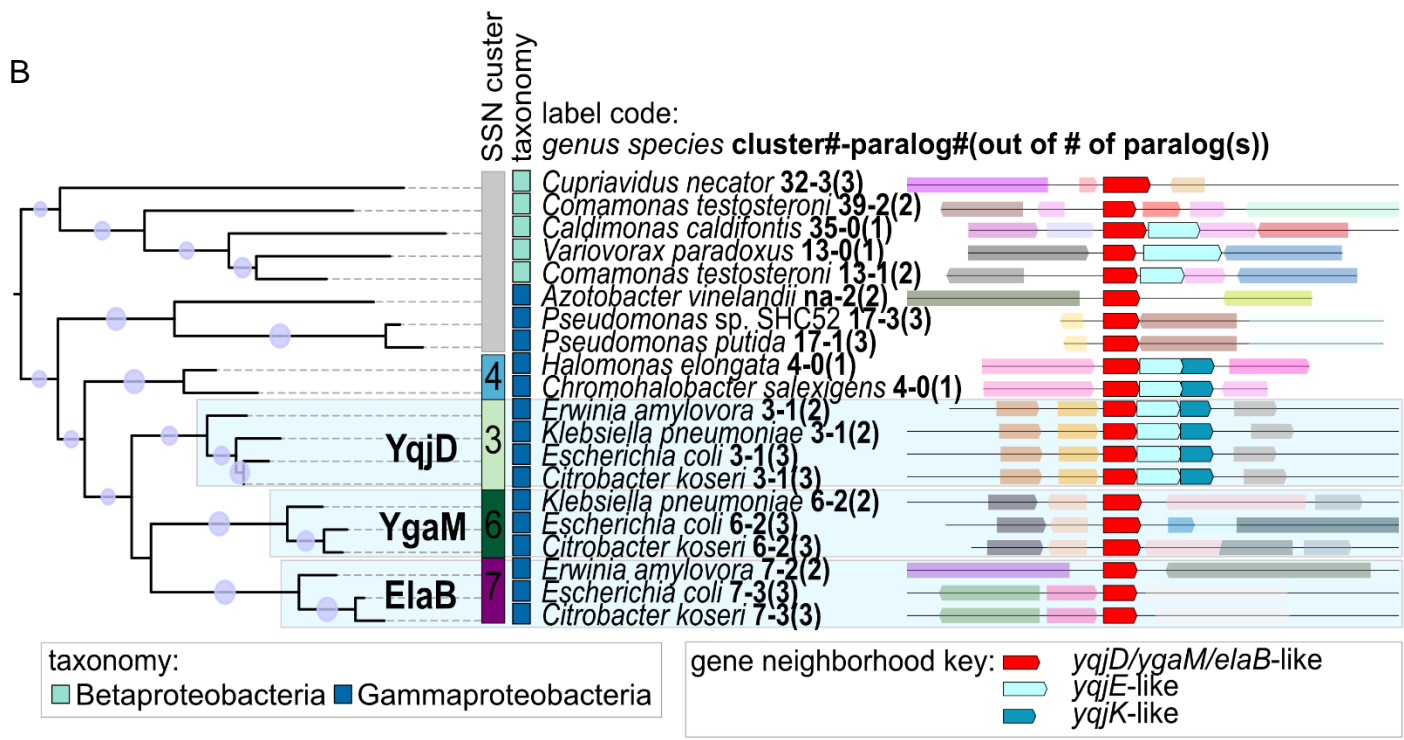 B
SSN custer
taxonomy
label code:
genus species cluster#-paralog#(out of # of paralog(s))
Cupriavidus necator 32-3(3)
Comamonas testosteroni 39-2(2)
Caldimonas caldifontis 35-0(1)
Variovorax paradoxus 13-0(1)
Comamonas testosteroni 13-1(2)
Azotobacter vinelandii na-2(2)
Pseudomonas sp. SHC52 17-3(3)
Pseudomonas putida 17-1(3)
4
Halomonas elongata 4-0(1)
Chromohalobacter salexigens 4-0(1)
YqjD
3
Erwinia amylovora 3-1(2)
Klebsiella pneumoniae 3-1(2)
Escherichla coli 3-1(3)
Citrobacter koseri 3-1(3)
YgaM
6
Klebsiella pneumoniae 6-2(2)
Escherichia coli 6-2(3)
Citrobacter koseri 6-2(3)
ElaB
7
Erwinia amylovora 7-2(2)
Escherichia coli 7-3(3)
Citrobacter koseri 7-3(3)
taxonomy:
Betaproteobacteria
Gammaproteobacteria
gene neighborhood key:
yqjD/ygaM/elaB-like
yqjE-like
yqjK-like